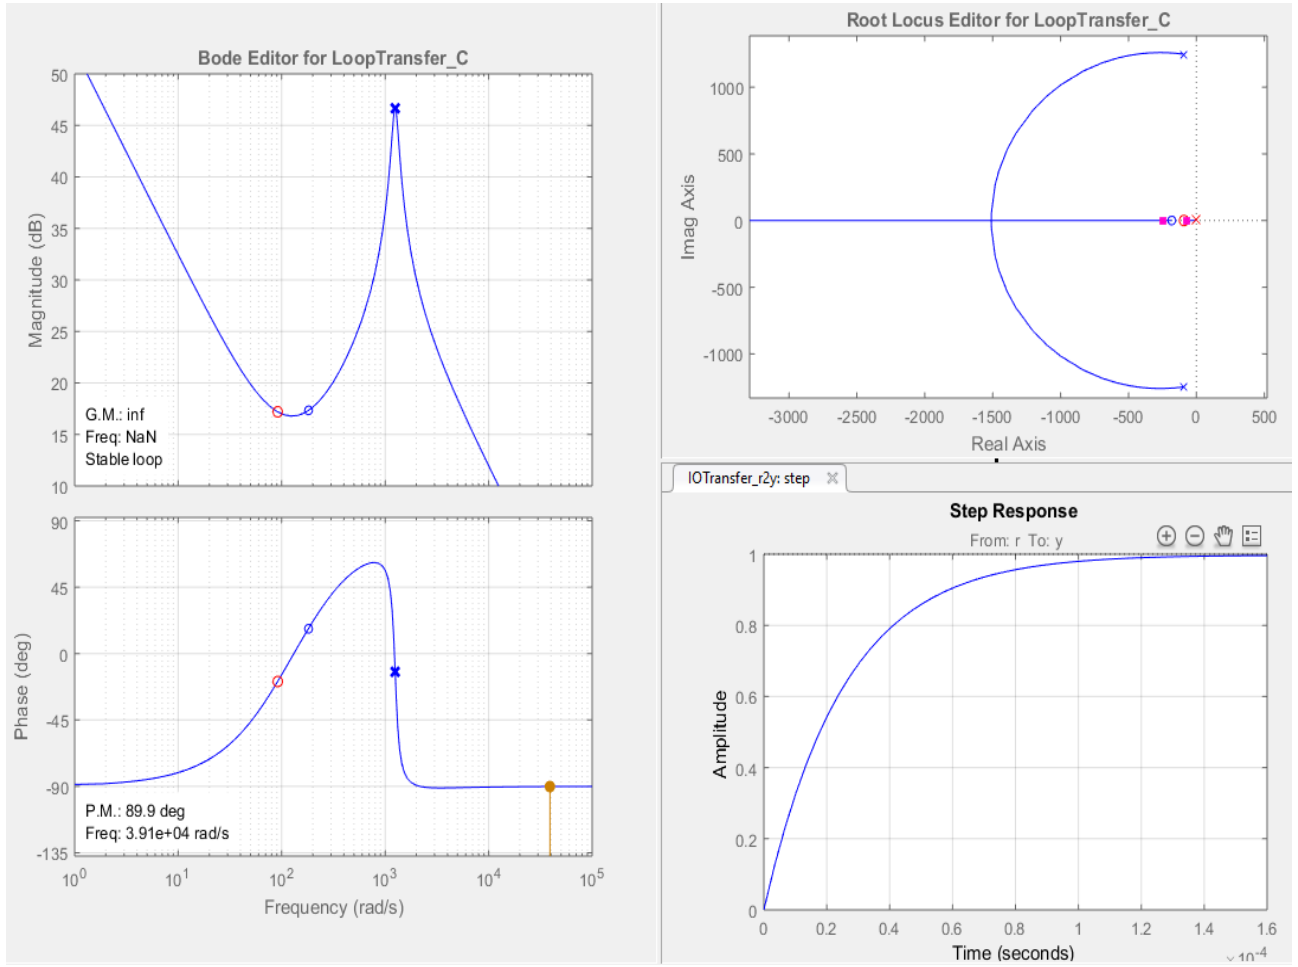 Bode Editor for LoopTransfer_C
Magnitude (dB)
50
45
40
35
30
25
20
15
10
G.M.: inf
Freq: NaN
Stable loop
Phase (deg)
90
45
0
-45
-90
-135
P.M.: 89.9 deg
Freq: 3.91e+04 rad/s
10^0 10^1 10^2 10^3 10^4 10^5
Frequency (rad/s)
Root Locus Editor for LoopTransfer_C
Imag Axis
1000
500
0
-500
-1000
-3000 -2500 -2000 -1500 -1000 -500 0 500
Real Axis
IOTransfer_r2y: step
Step Response
From: r To: y
Amplitude
1
0.8
0.6
0.4
0.2
0
0 0.2 0.4 0.6 0.8 1 1.2 1.4 1.6
Time (seconds)
×10^-4